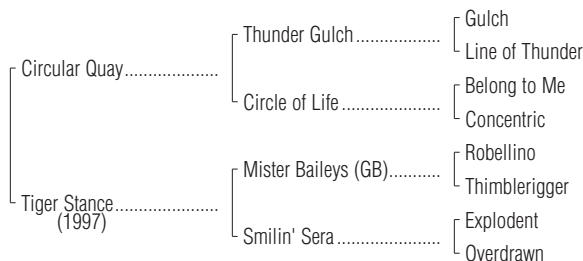 Gulch
Thunder Gulch
Line of Thunder
Circular Quay
Belong to Me
Circle of Life
Concentric
Robellino
Mister Baileys (GB)
Thimblerigger
Tiger Stance
(1997)
Explodent
Smilin' Sera
Overdrawn